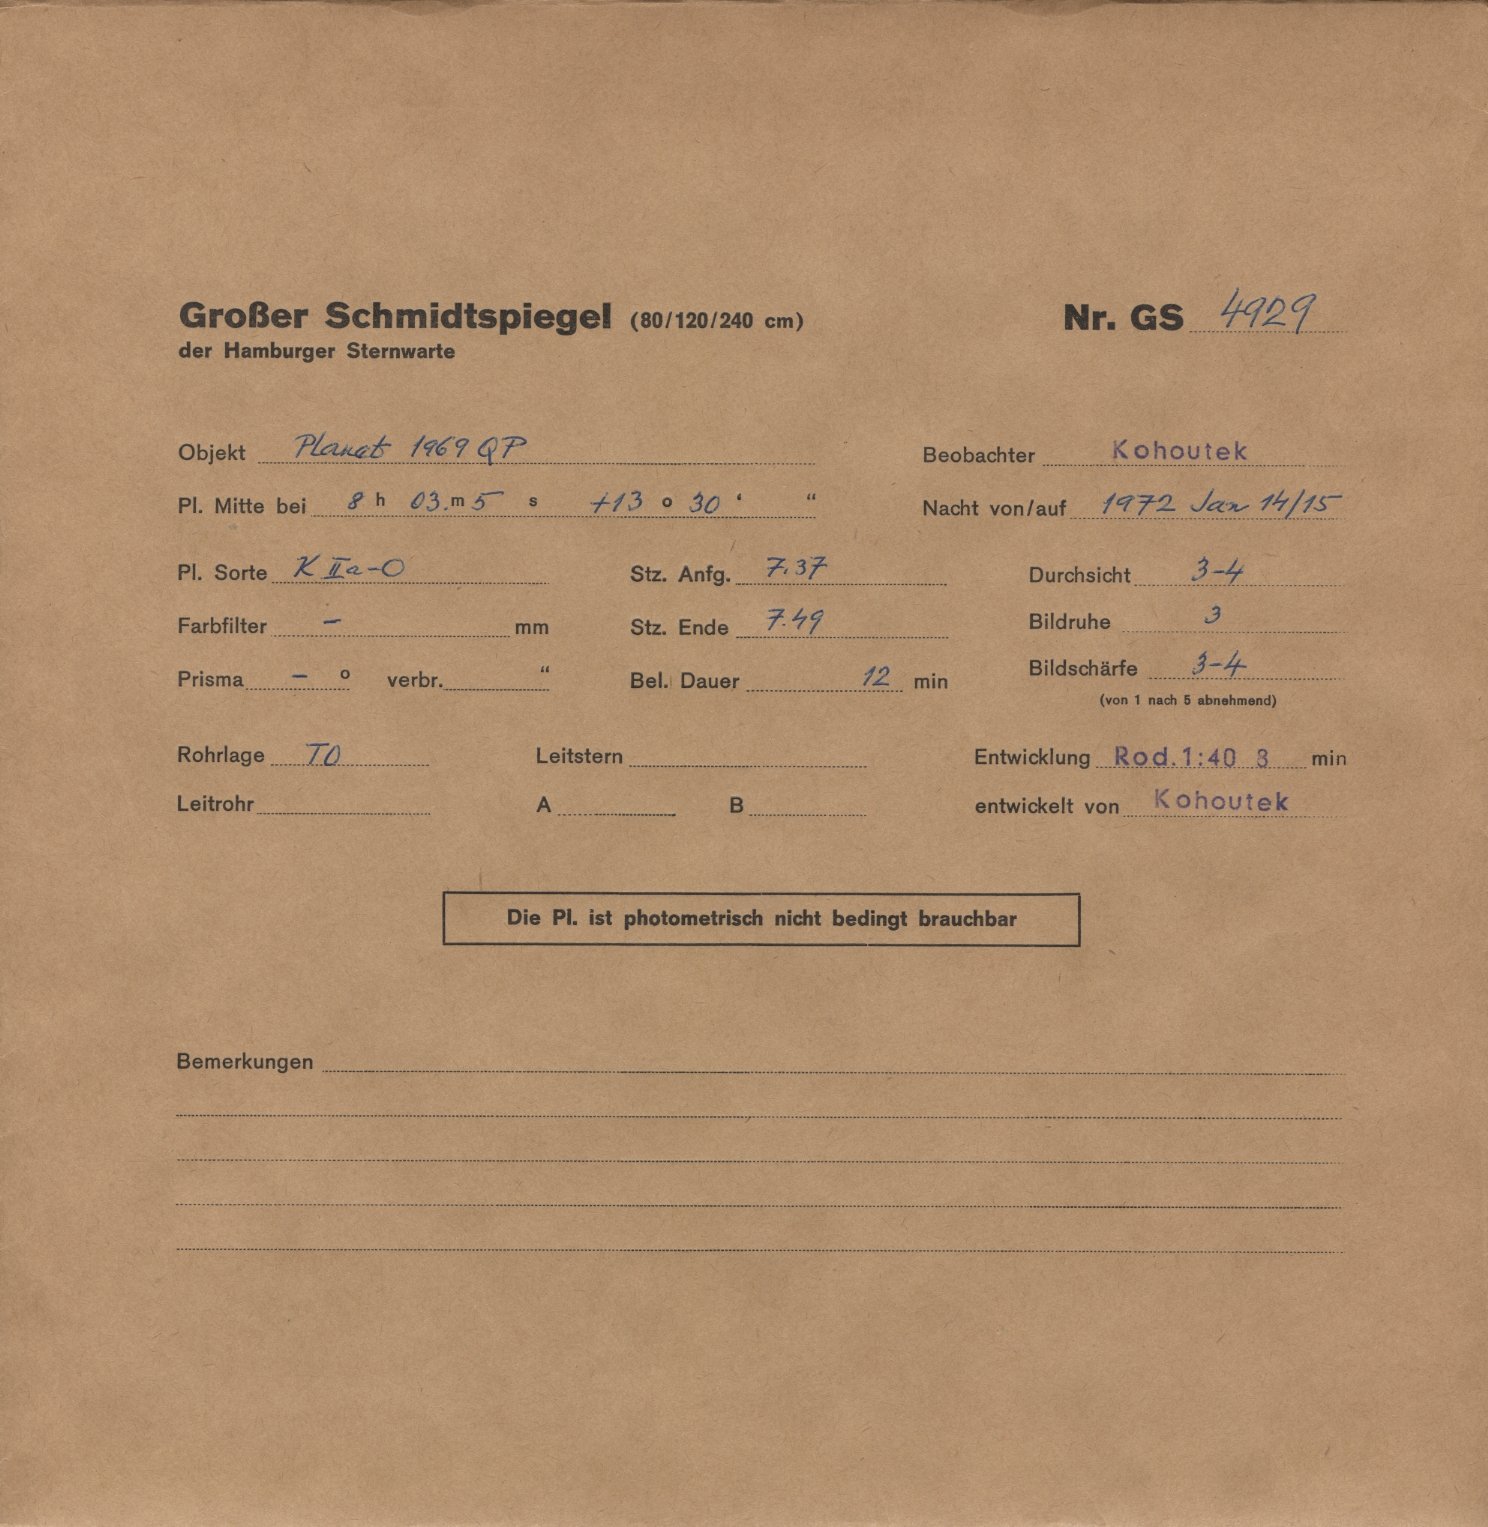 Großer Schmidtspiegel (80/120/240 cm) Nr. GS 4929
der Hamburger Sternwarte
Objekt Planet 1969 QP Beobachter Kohoutek
Pl. Mitte bei 8 h 03. m 5 s +13 o 30 ‘ “ Nacht von/auf 1972 Jan 14/15
Pl. Sorte K IIa-O Stz. Anfg. 7.37 Durchsicht 3-4
Farbfilter – mm Stz. Ende 7.49 Bildruhe 3
Prisma – o verbr. “ Bel. Dauer 12 min Bildschärfe 3-4
(von 1 nach 5 abnehmend)
Rohrlage TO Leitstern Entwicklung Rod.1:40 8 min
Leitrohr A B entwickelt von Kohoutek
Die Pl. ist photometrisch nicht bedingt brauchbar
Bemerkungen